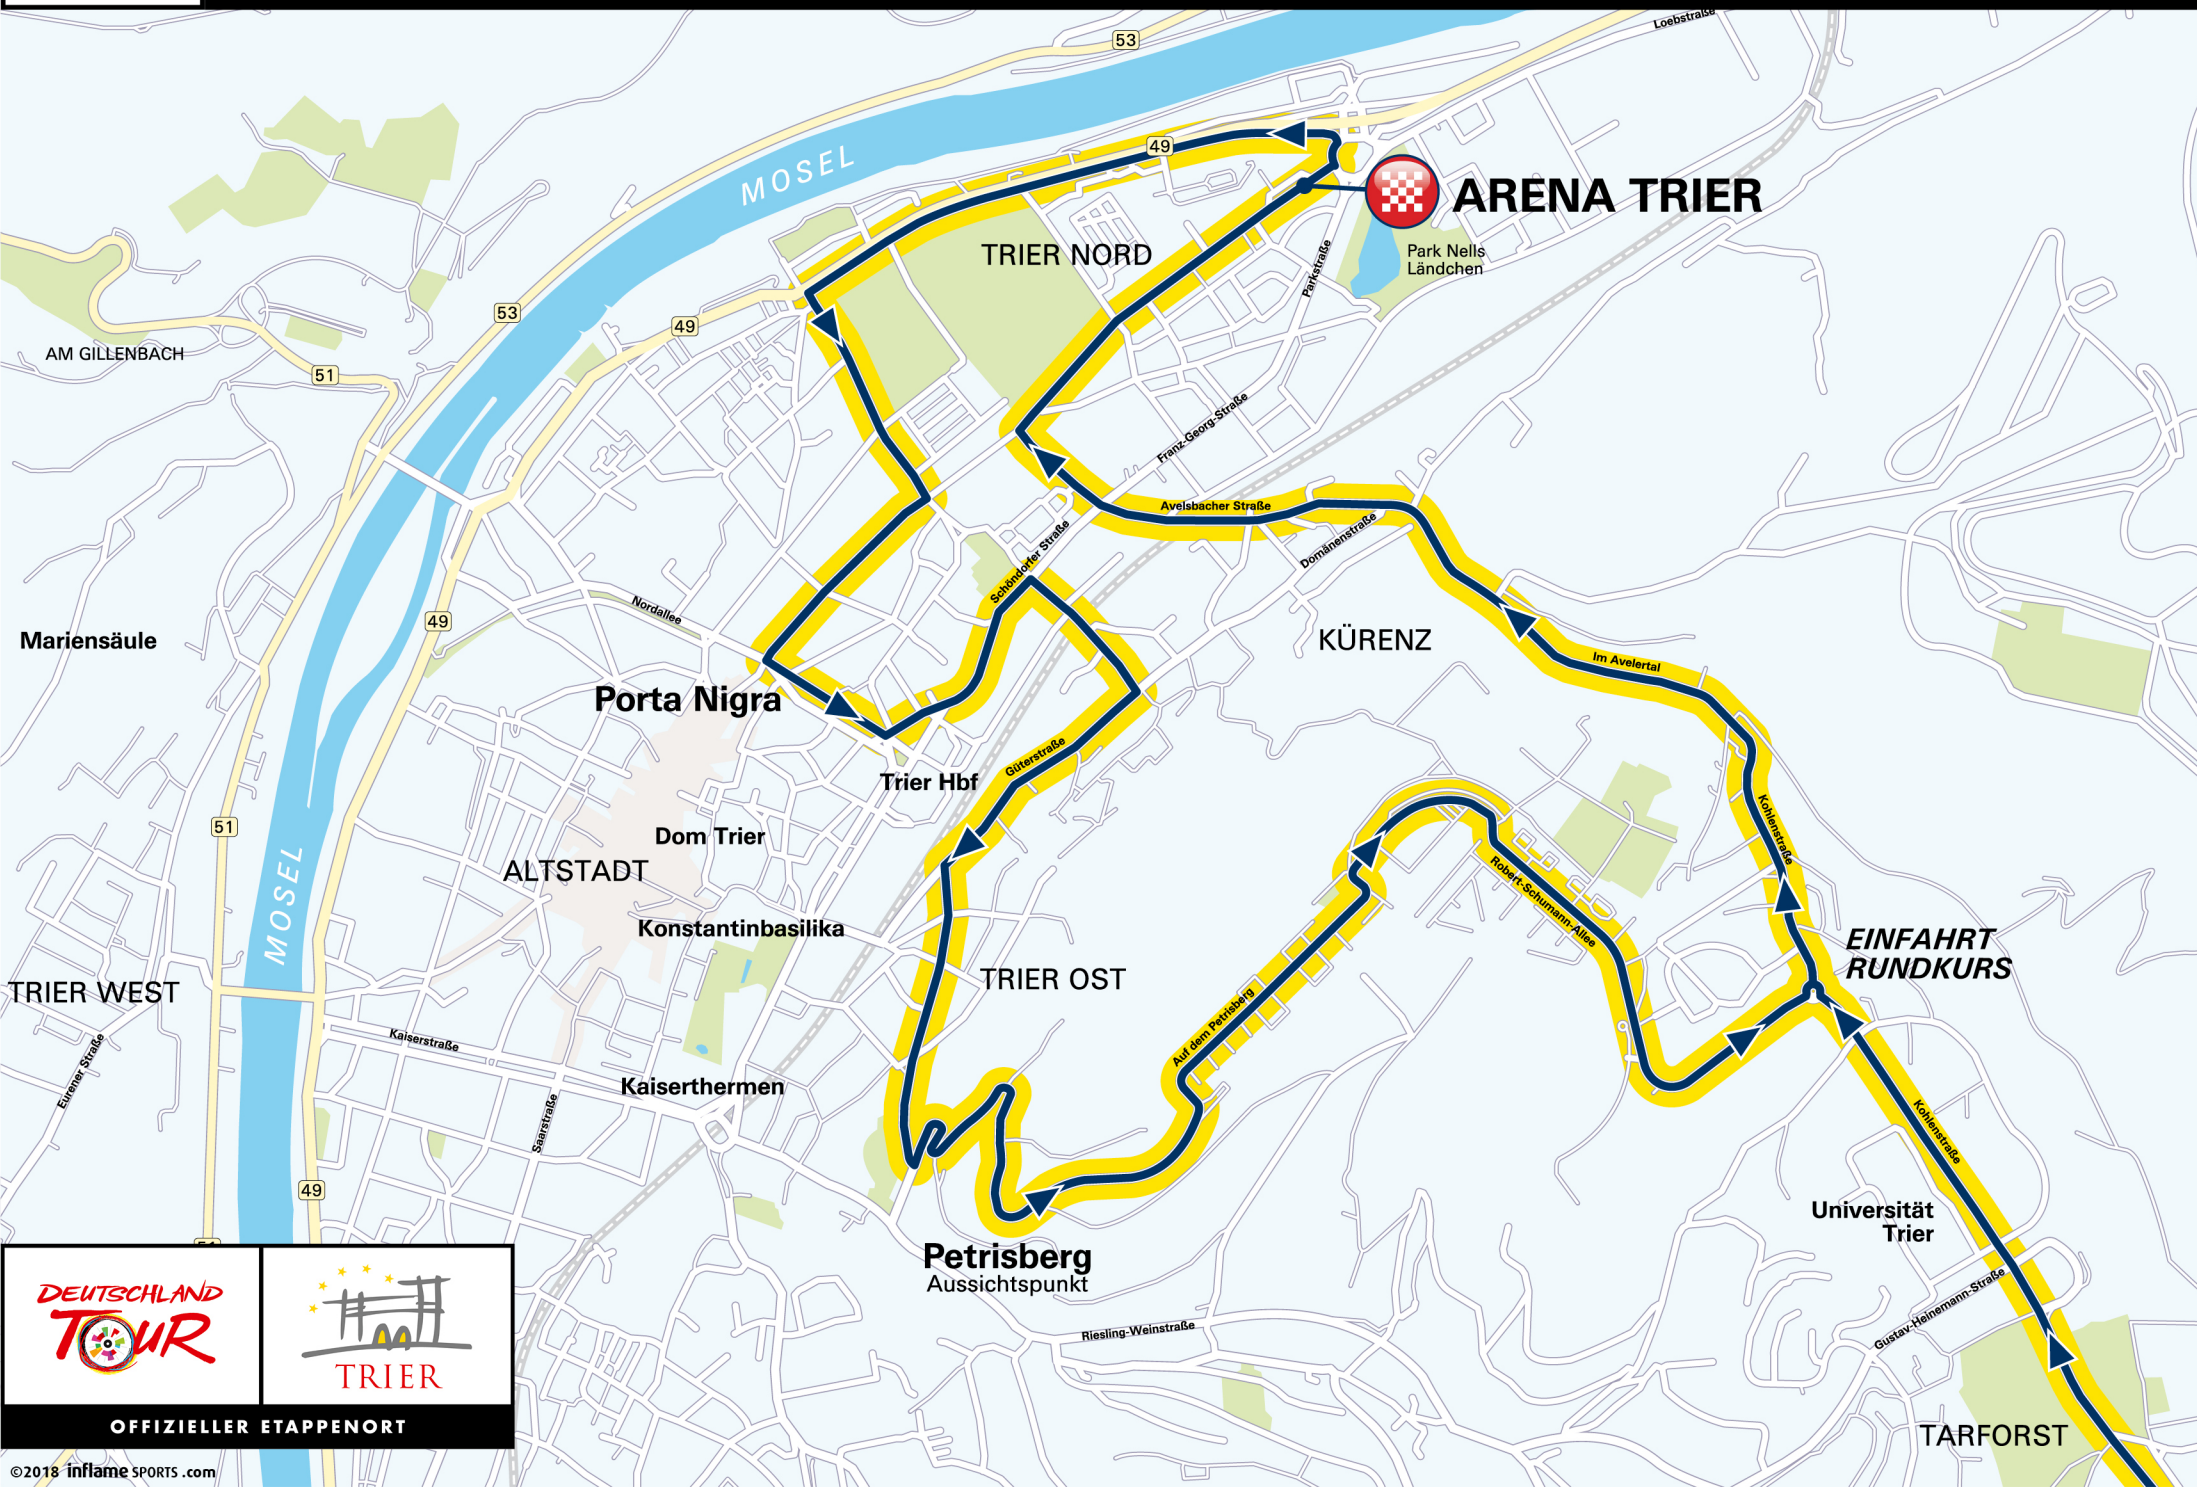 Loebstraße
53
MOSEL
49
ARENA TRIER
Park Nells
Ländchen
TRIER NORD
Parkstraße
53
49
AM GILLENBACH
51
Franz-Georg-Straße
Avelsbacher Straße
Domänenstraße
Schöndorfer Straße
Nordallee
49
Mariensäule
KÜRENZ
Im Avelertal
Porta Nigra
Güterstraße
Trier Hbf
Kohlenstraße
51
Dom Trier
ALTSTADT
Robert-Schumann-Allee
MOSEL
Konstantinbasilika
EINFAHRT
RUNDKURS
TRIER OST
TRIER WEST
Auf dem Petrisberg
Kaiserstraße
Eurener Straße
Kaiserthermen
Saarstraße
Kohlenstraße
49
Universität
Trier
51
Petrisberg
Aussichtspunkt
Gustav-Heinemann-Straße
Riesling-Weinstraße
DEUTSCHLAND
TOUR
TRIER
OFFIZIELLER ETAPPENORT
TARFORST
©2018 inflame SPORTS .com